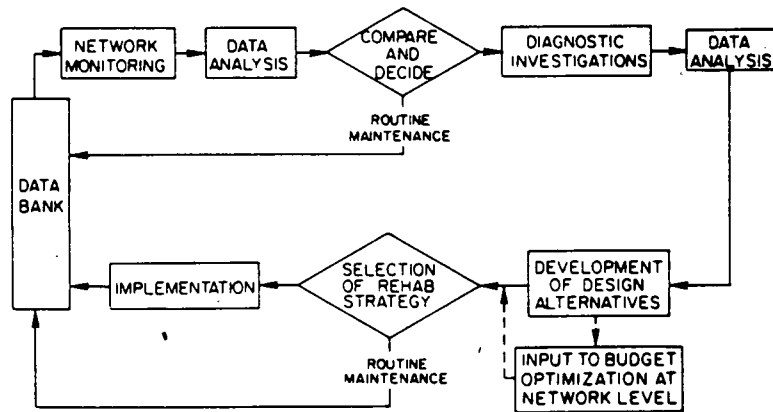 NETWORK
MONITORING
DATA
ANALYSIS
COMPARE
AND
DECIDE
DIAGNOSTIC
INVESTIGATIONS
DATA
ANALYSIS
ROUTINE
MAINTENANCE
DATA
BANK
IMPLEMENTATION
SELECTION
OF REHAB
STRATEGY
DEVELOPMENT
OF DESIGN
ALTERNATIVES
ROUTINE
MAINTENANCE
INPUT TO BUDGET
OPTIMIZATION AT
NETWORK LEVEL